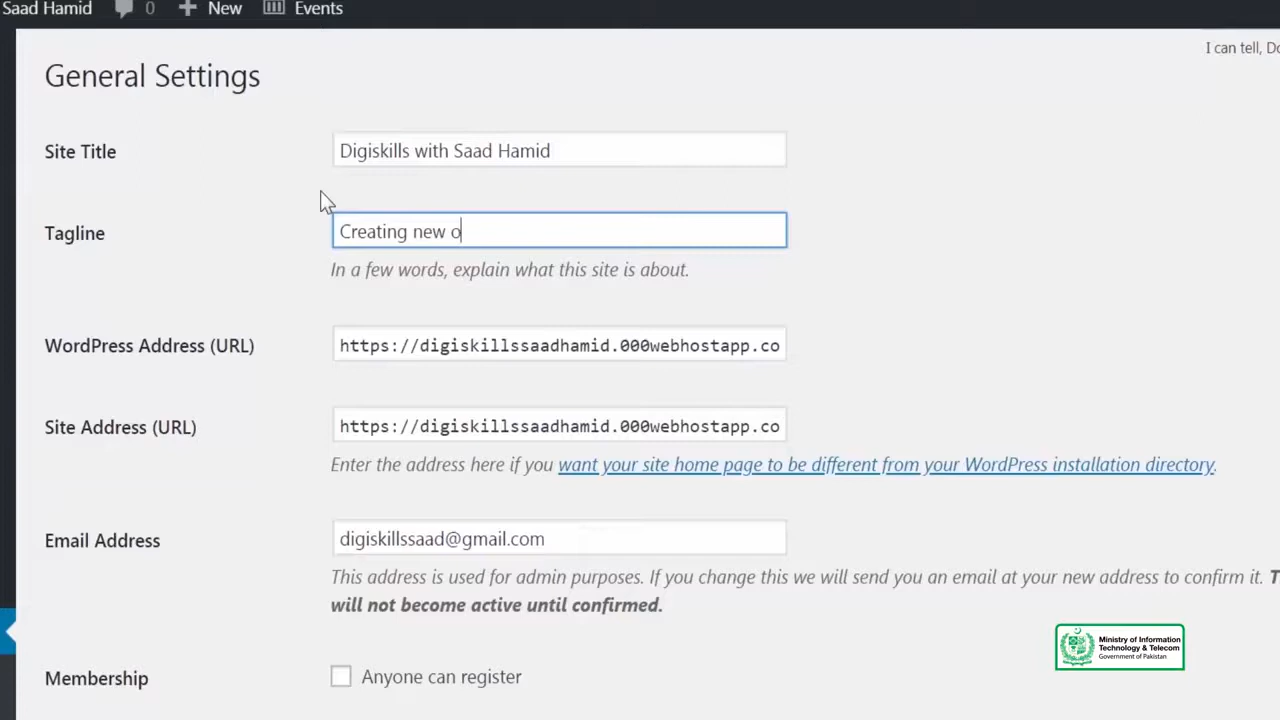 Saad Hamid 0 New Events
I can tell, Do
General Settings
Site Title Digiskills with Saad Hamid
Tagline Creating new o
In a few words, explain what this site is about.
WordPress Address (URL) https://digiskillssaadhamid.000webhostapp.co
Site Address (URL) https://digiskillssaadhamid.000webhostapp.co
Enter the address here if you want your site home page to be different from your WordPress installation directory.
Email Address digiskillssaad@gmail.com
This address is used for admin purposes. If you change this we will send you an email at your new address to confirm it. T
will not become active until confirmed.
Ministry of Information
Technology & Telecom
Government of Pakistan
Membership Anyone can register